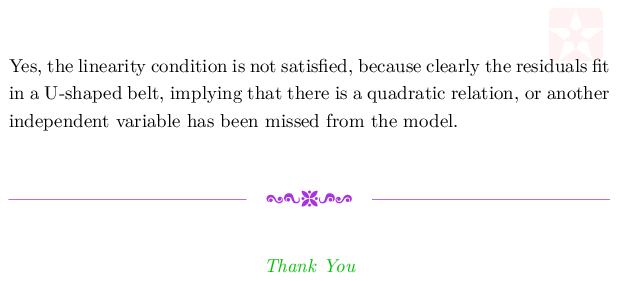 Yes, the linearity condition is not satisfied, because clearly the residuals fit
in a U-shaped belt, implying that there is a quadratic relation, or another
independent variable has been missed from the model.
Thank You